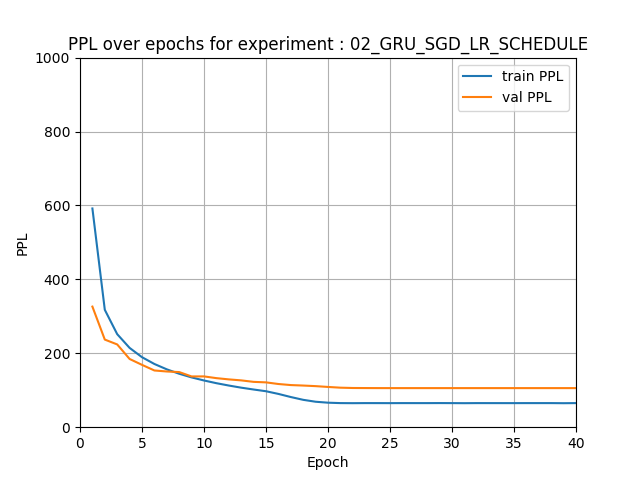 PPL over epochs for experiment : 02_GRU_SGD_LR_SCHEDULE
train PPL
val PPL
1000
800
600
400
200
0
PPL
0 5 10 15 20 25 30 35 40
Epoch